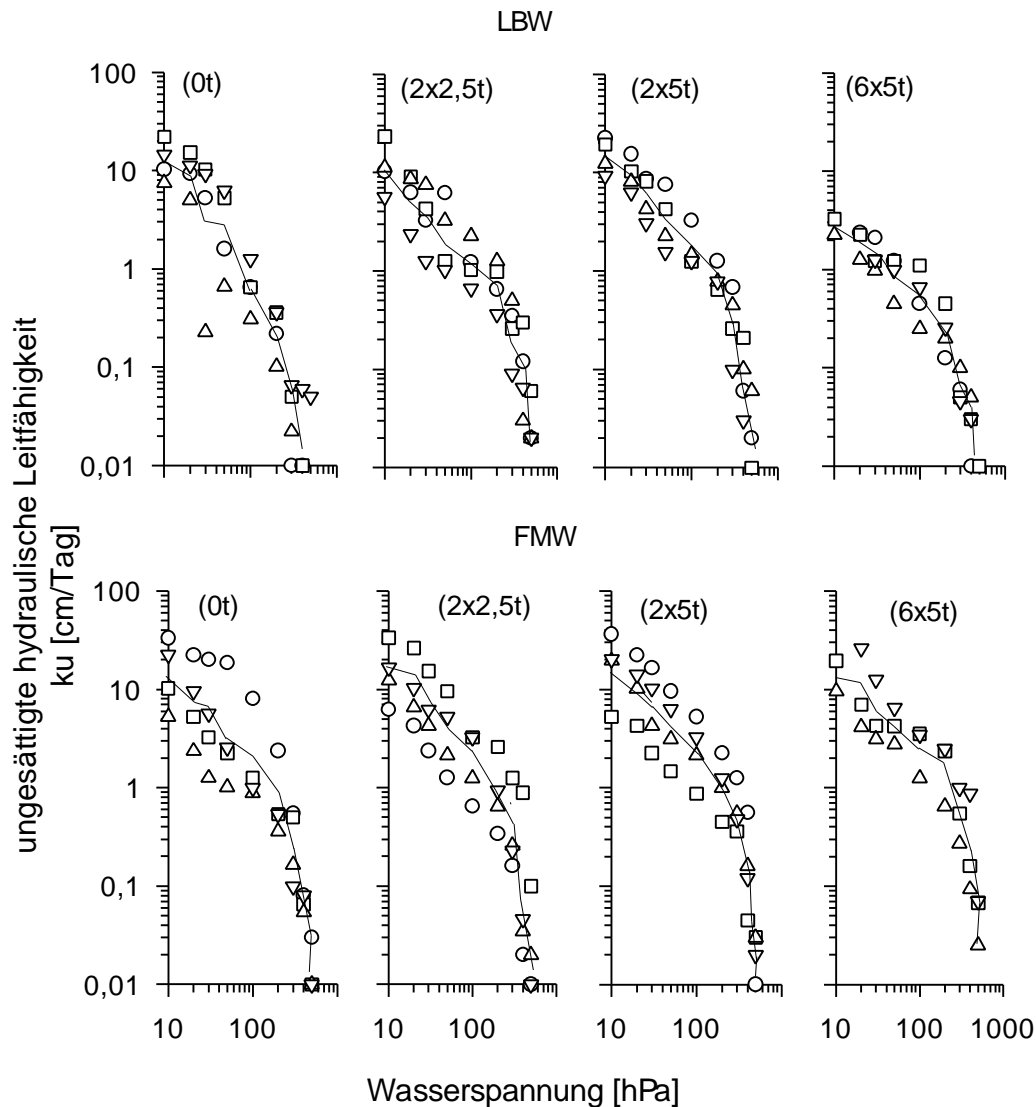 LBW
(0t)
(2x2,5t)
(2x5t)
(6x5t)
100
10
1
0,1
0,01
ungesättigte hydraulische Leitfähigkeit
ku [cm/Tag]
FMW
(0t)
(2x2,5t)
(2x5t)
(6x5t)
100
10
1
0,1
0,01
10 100 10 100 10 100 10 100 1000
Wasserspannung [hPa]